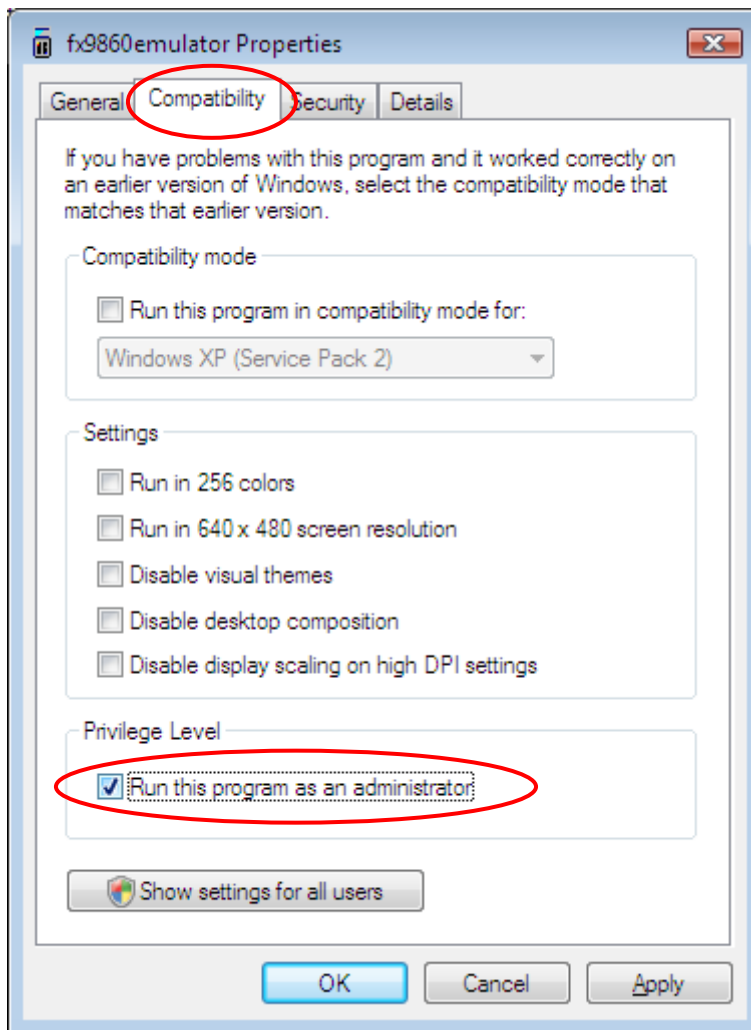 fx9860emulator Properties
General Compatibility Security Details
If you have problems with this program and it worked correctly on
an earlier version of Windows, select the compatibility mode that
matches that earlier version.
Compatibility mode
Run this program in compatibility mode for:
Windows XP (Service Pack 2)
Settings
Run in 256 colors
Run in 640 x 480 screen resolution
Disable visual themes
Disable desktop composition
Disable display scaling on high DPI settings
Privilege Level
Run this program as an administrator
Show settings for all users
OK Cancel Apply